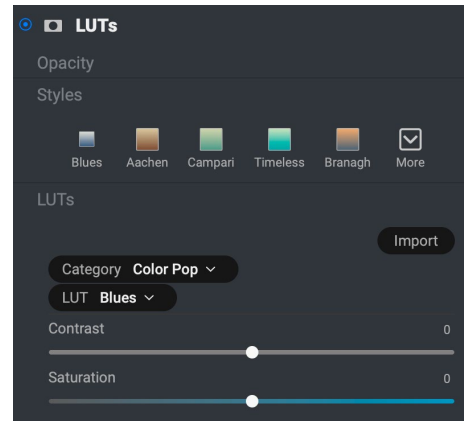 LUTs
Opacity
Styles
Blues Aachen Campari Timeless Branagh More
LUTs
Import
Category Color Pop
LUT Blues
Contrast 0
Saturation 0